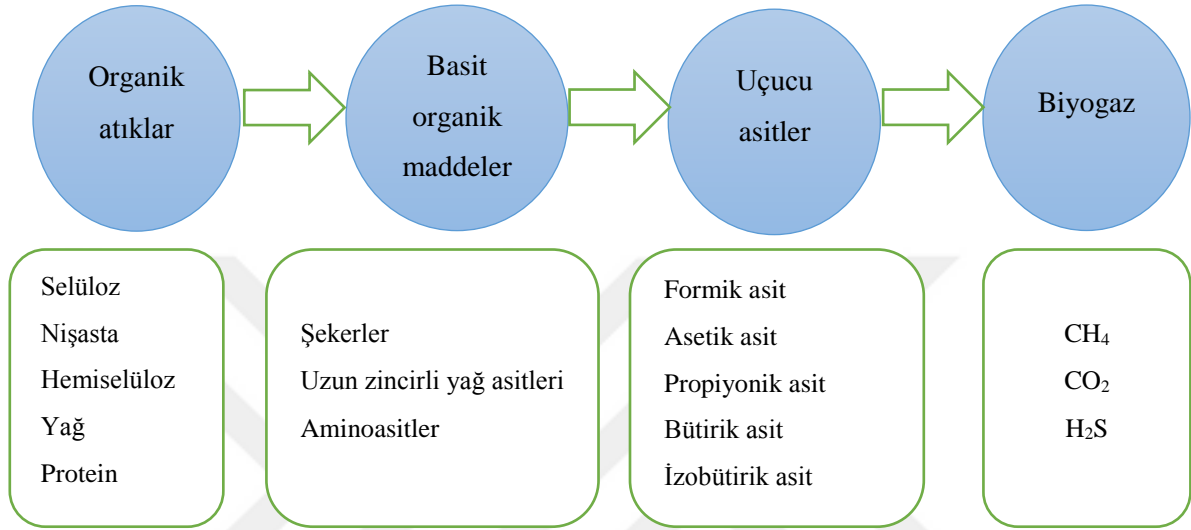 Organik
atıklar
Basit
organik
maddeler
Uçucu
asitler
Biyogaz
Selüloz
Nişasta
Hemiselüloz
Yağ
Protein
Şekerler
Uzun zincirli yağ asitleri
Aminoasitler
Formik asit
Asetik asit
Propiyonik asit
Bütirik asit
İzobütirik asit
CH₄
CO₂
H₂S